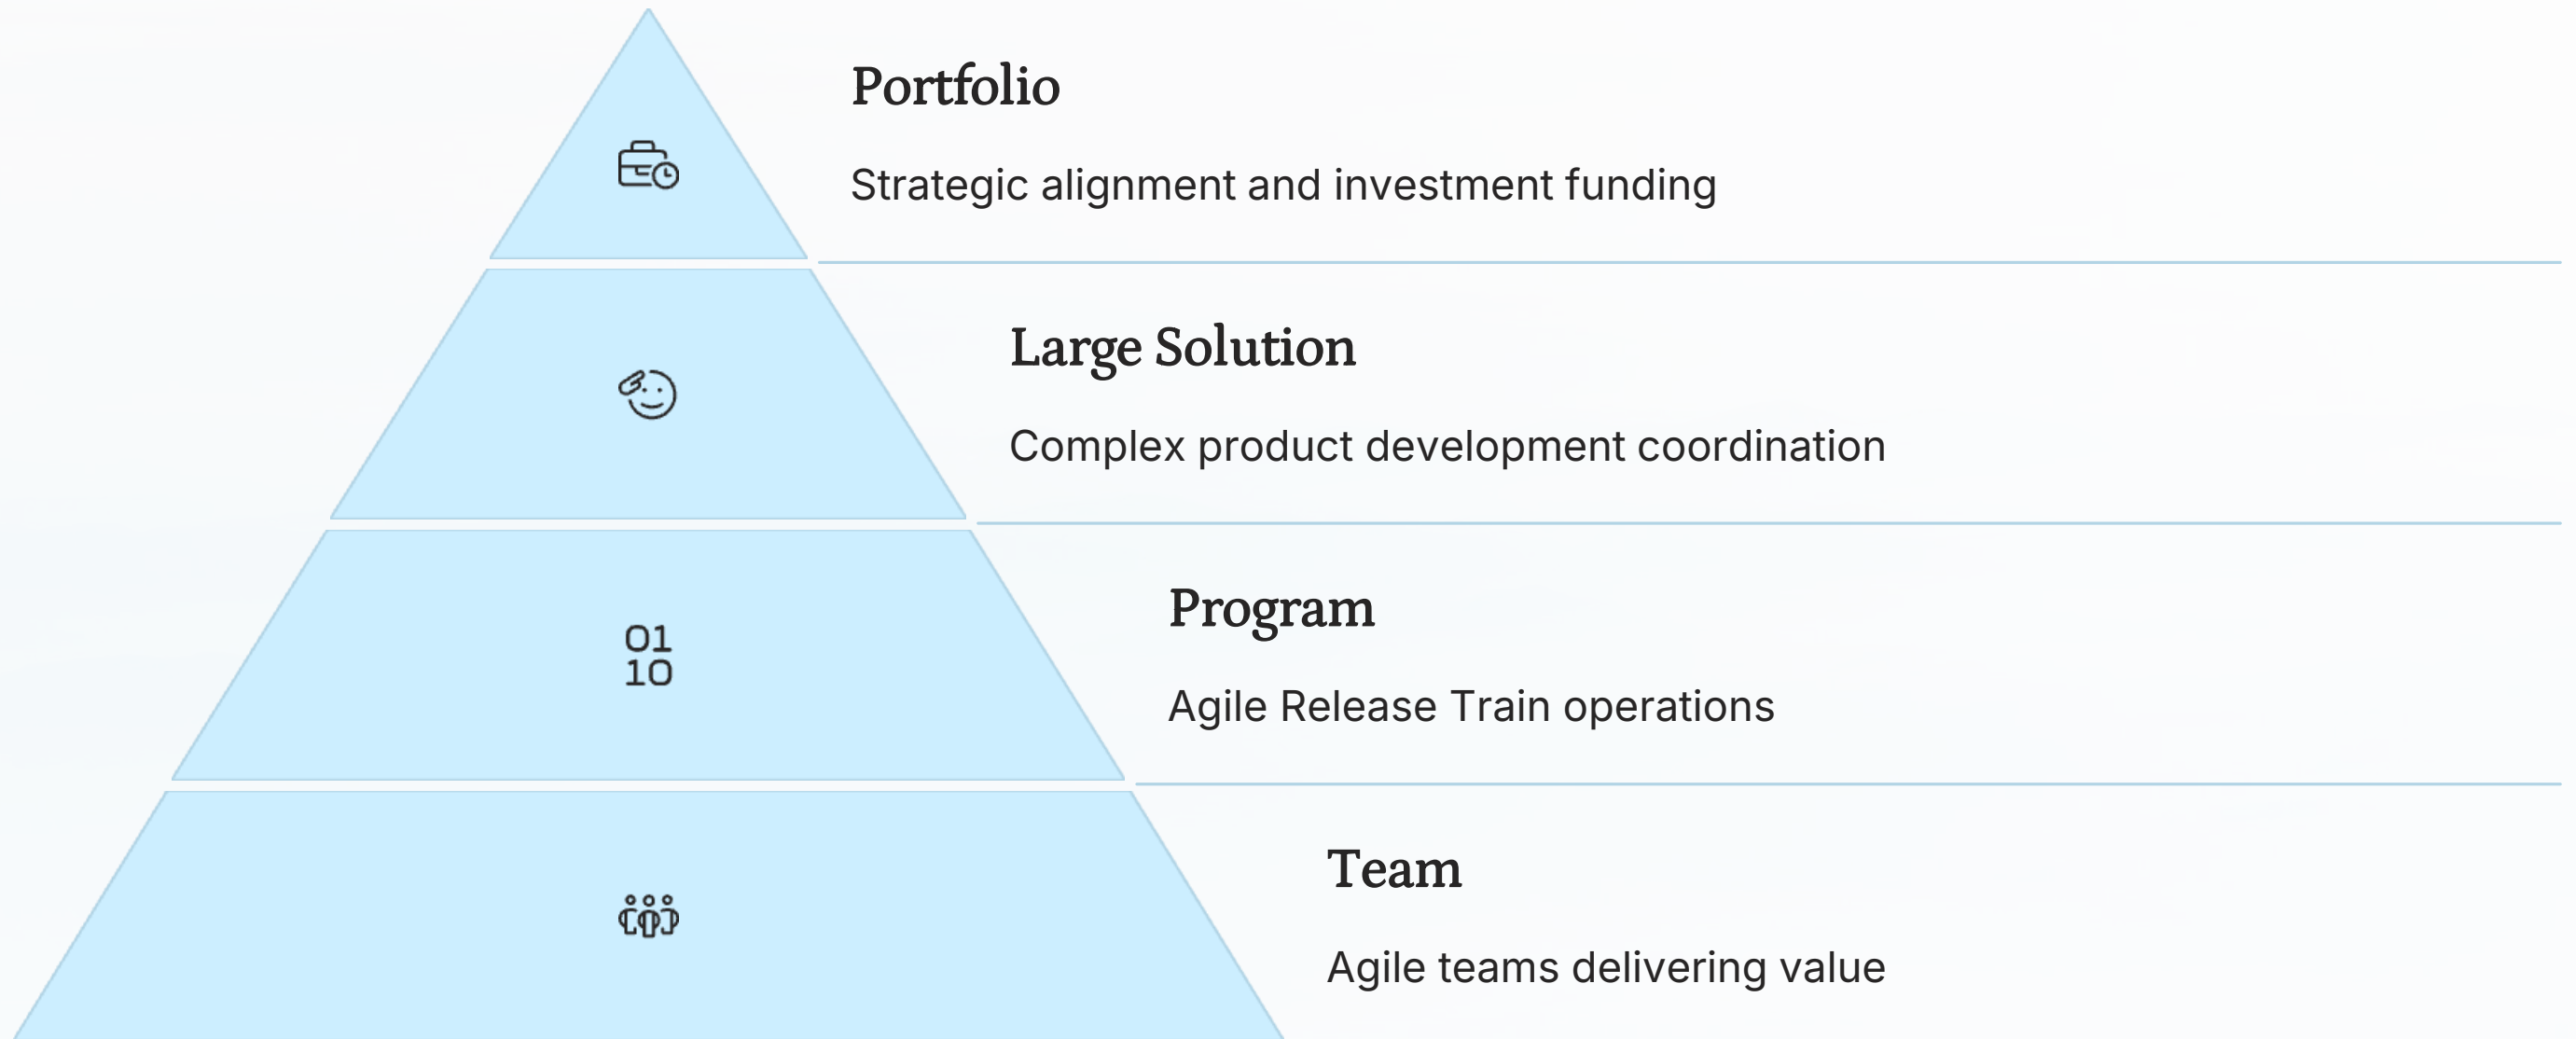 Portfolio
Strategic alignment and investment funding
Large Solution
Complex product development coordination
01
10
Program
Agile Release Train operations
Team
Agile teams delivering value